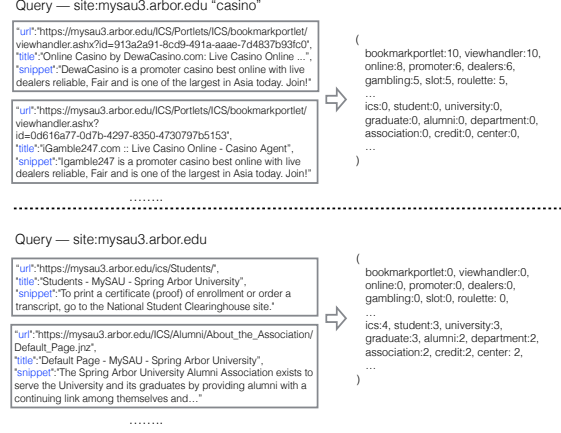 Query — site:mysau3.arbor.edu “casino”
"url":"https://mysau3.arbor.edu/ICS/Portlets/ICS/bookmarkportlet/
viewhandler.ashx?id=913a2a91-8cd9-491a-aaae-7d4837b93fc0",
"title":"Online Casino by DewaCasino.com: Live Casino Online ...",
"snippet":"DewaCasino is a promoter casino best online with live
dealers reliable, Fair and is one of the largest in Asia today. Join!"
"url":"https://mysau3.arbor.edu/ICS/Portlets/ICS/bookmarkportlet/
viewhandler.ashx?
id=0d616a77-0d7b-4297-8350-4730797b5153",
"title":"iGamble247.com :: Live Casino Online - Casino Agent",
"snippet":"Igamble247 is a promoter casino best online with live
dealers reliable, Fair and is one of the largest in Asia today. Join!"
........
(
bookmarkportlet:10, viewhandler:10,
online:8, promoter:6, dealers:6,
gambling:5, slot:5, roulette: 5,
…
ics:0, student:0, university:0,
graduate:0, alumni:0, department:0,
association:0, credit:0, center:0,
…
)
Query — site:mysau3.arbor.edu
"url":"https://mysau3.arbor.edu/ics/Students/",
"title":"Students - MySAU - Spring Arbor University",
"snippet":"To print a certificate (proof) of enrollment or order a
transcript, go to the National Student Clearinghouse site."
"url":"https://mysau3.arbor.edu/ICS/Alumni/About_the_Association/
Default_Page.jnz",
"title":"Default Page - MySAU - Spring Arbor University",
"snippet":"The Spring Arbor University Alumni Association exists to
serve the University and its graduates by providing alumni with a
continuing link among themselves and…"
........
(
bookmarkportlet:0, viewhandler:0,
online:0, promoter:0, dealers:0,
gambling:0, slot:0, roulette: 0,
…
ics:4, student:3, university:3,
graduate:3, alumni:2, department:2,
association:2, credit:2, center: 2,
…
)